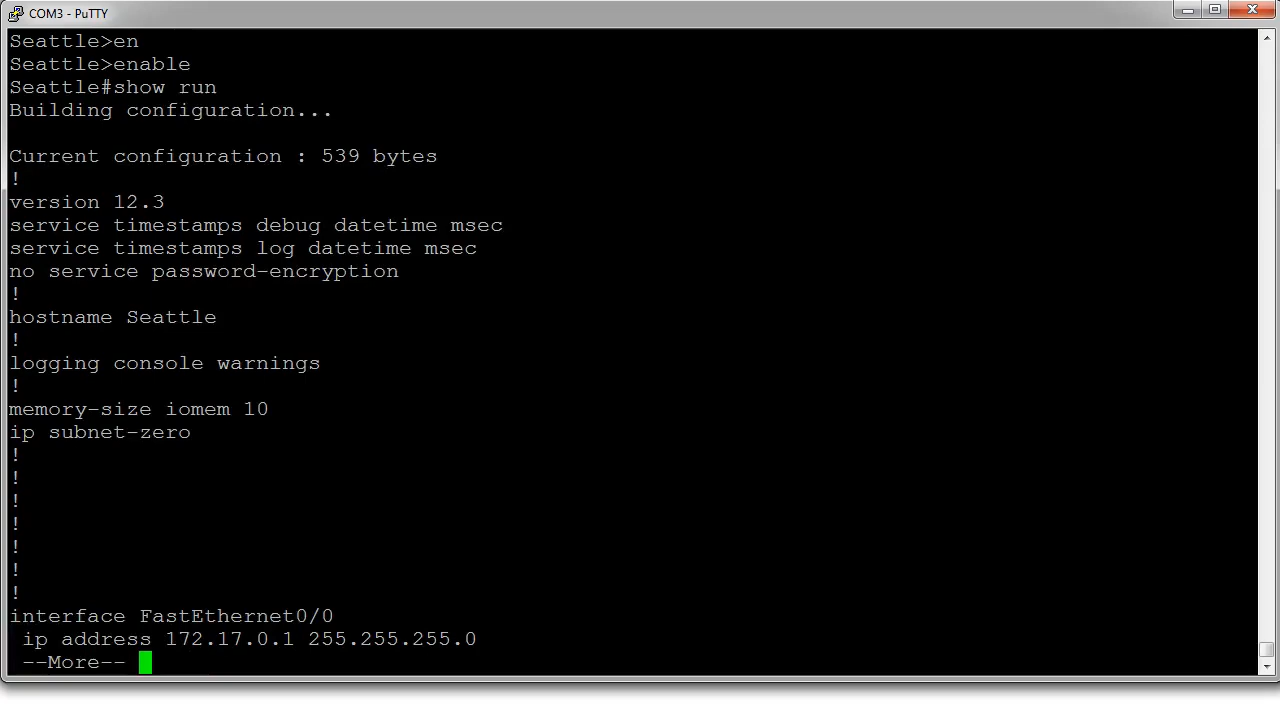 COM3 - PuTTY
Seattle>en
Seattle>enable
Seattle#show run
Building configuration...
Current configuration : 539 bytes
!
version 12.3
service timestamps debug datetime msec
service timestamps log datetime msec
no service password-encryption
!
hostname Seattle
!
logging console warnings
!
memory-size iomem 10
ip subnet-zero
!
!
!
!
!
!
!
interface FastEthernet0/0
 ip address 172.17.0.1 255.255.255.0
 --More--